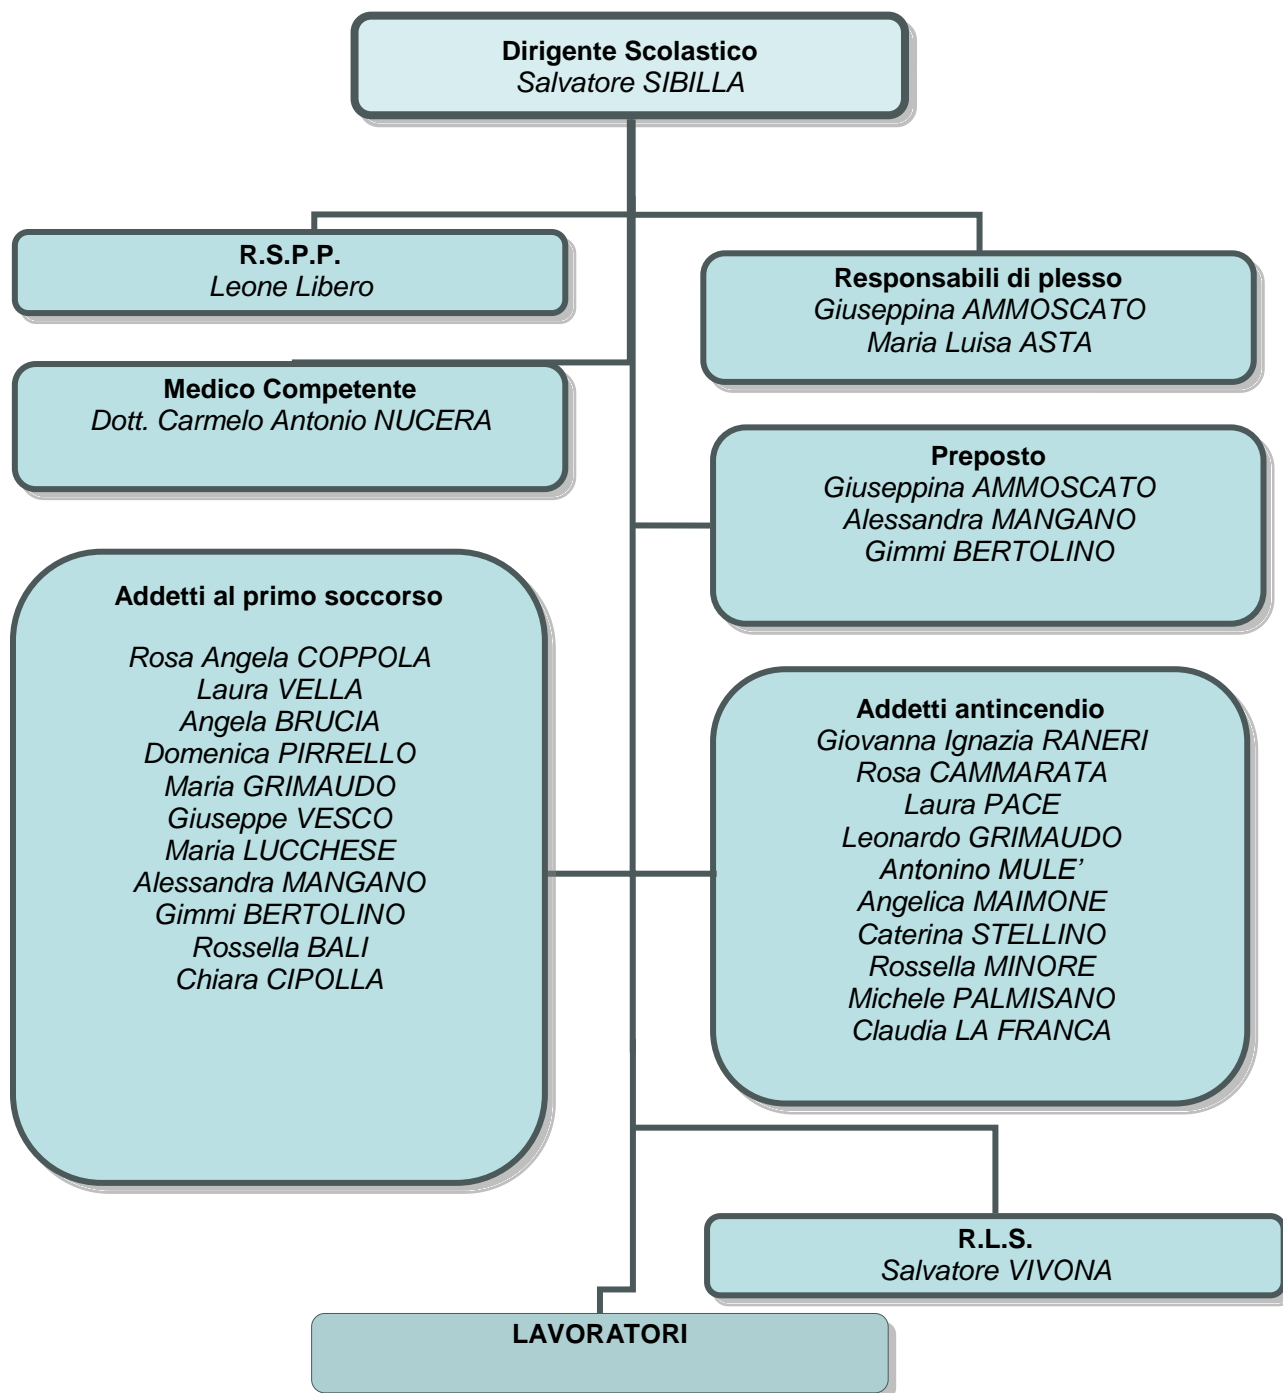 Dirigente Scolastico
Salvatore SIBILLA
R.S.P.P.
Leone Libero
Responsabili di plesso
Giuseppina AMMOSCATO
Maria Luisa ASTA
Medico Competente
Dott. Carmelo Antonio NUCERA
Preposto
Giuseppina AMMOSCATO
Alessandra MANGANO
Gimmi BERTOLINO
Addetti al primo soccorso
Rosa Angela COPPOLA
Laura VELLA
Angela BRUCIA
Domenica PIRRELLO
Maria GRIMAUDO
Giuseppe VESCO
Maria LUCCHESE
Alessandra MANGANO
Gimmi BERTOLINO
Rossella BALI
Chiara CIPOLLA
Addetti antincendio
Giovanna Ignazia RANERI
Rosa CAMMARATA
Laura PACE
Leonardo GRIMAUDO
Antonino MULE’
Angelica MAIMONE
Caterina STELLINO
Rossella MINORE
Michele PALMISANO
Claudia LA FRANCA
R.L.S.
Salvatore VIVONA
LAVORATORI